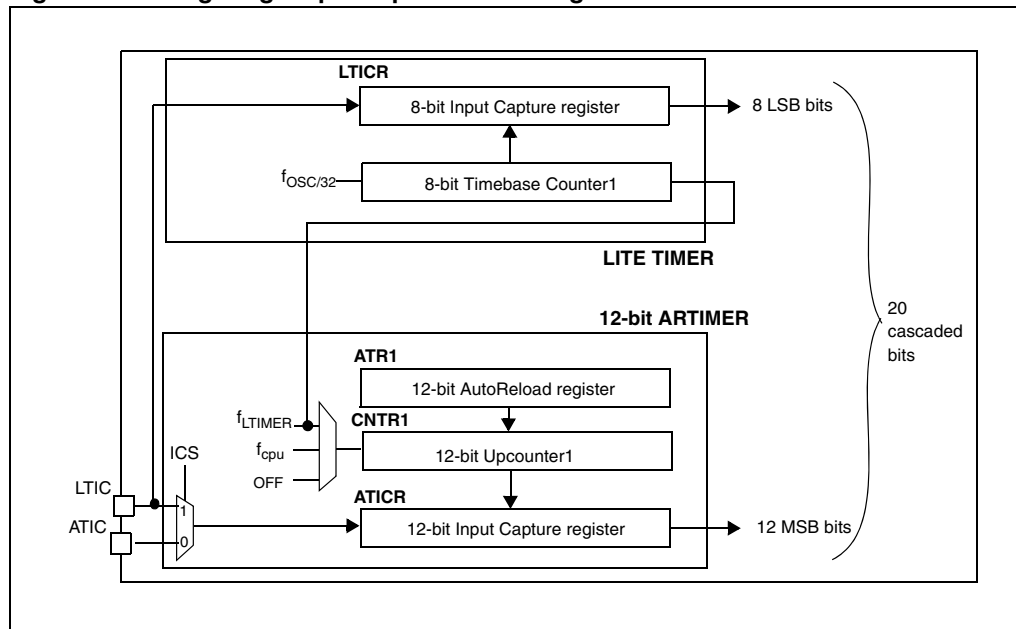 LTICR
8-bit Input Capture register
8 LSB bits
fOSC/32
8-bit Timebase Counter1
LITE TIMER
12-bit ARTIMER
20
cascaded
bits
ATR1
12-bit AutoReload register
fLTIMER
CNTR1
fcpu
12-bit Upcounter1
OFF
ICS
LTIC
ATICR
1
12-bit Input Capture register
12 MSB bits
ATIC
0